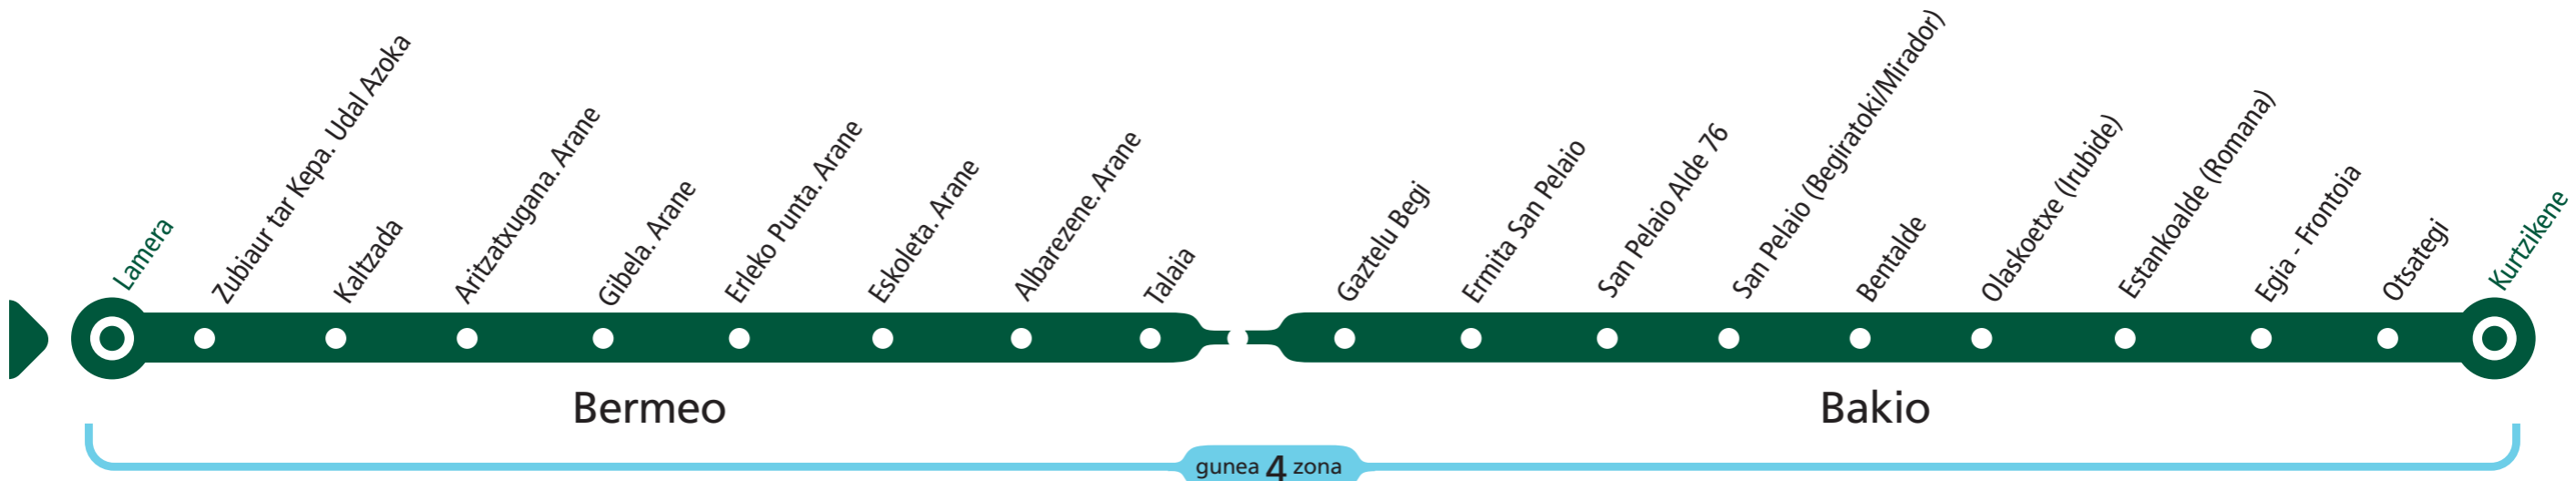 Lamera
Zubiaur tar Kepa. Udal Azoka
Kaltzada
Aritzatxugana. Arane
Gibela. Arane
Erleko Punta. Arane
Eskoleta. Arane
Albarezene. Arane
Talaia
Gaztelu Begi
Ermita San Pelaio
San Pelaio Alde 76
San Pelaio (Begiratoki/Mirador)
Bentalde
Olaskoetxe (Irubide)
Estankoalde (Romana)
Egia - Frontoia
Otsategi
Kurtzikene
Bermeo
Bakio
gunea 4 zona